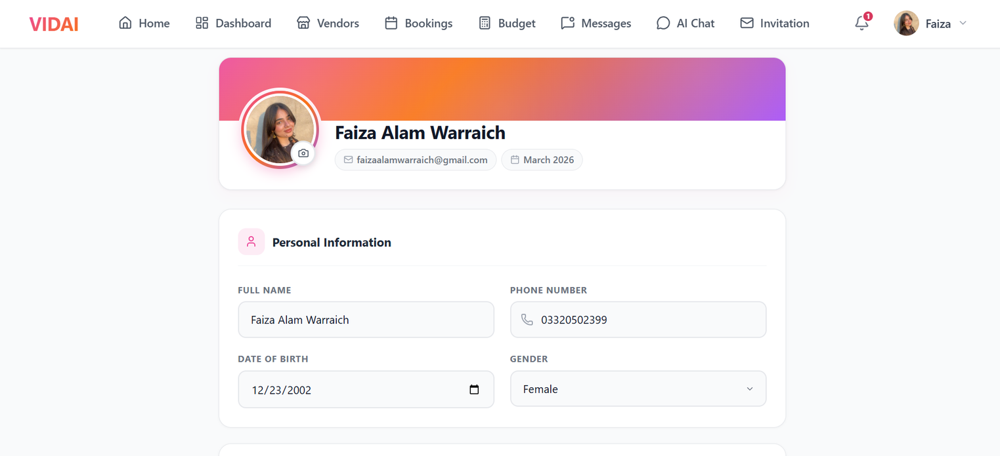 VIDAI Home Dashboard Vendors Bookings Budget Messages AI Chat Invitation 1 Faiza
Faiza Alam Warraich
faizaalamwarraich@gmail.com March 2026
Personal Information
FULL NAME PHONE NUMBER
Faiza Alam Warraich 03320502399
DATE OF BIRTH GENDER
12/23/2002 Female